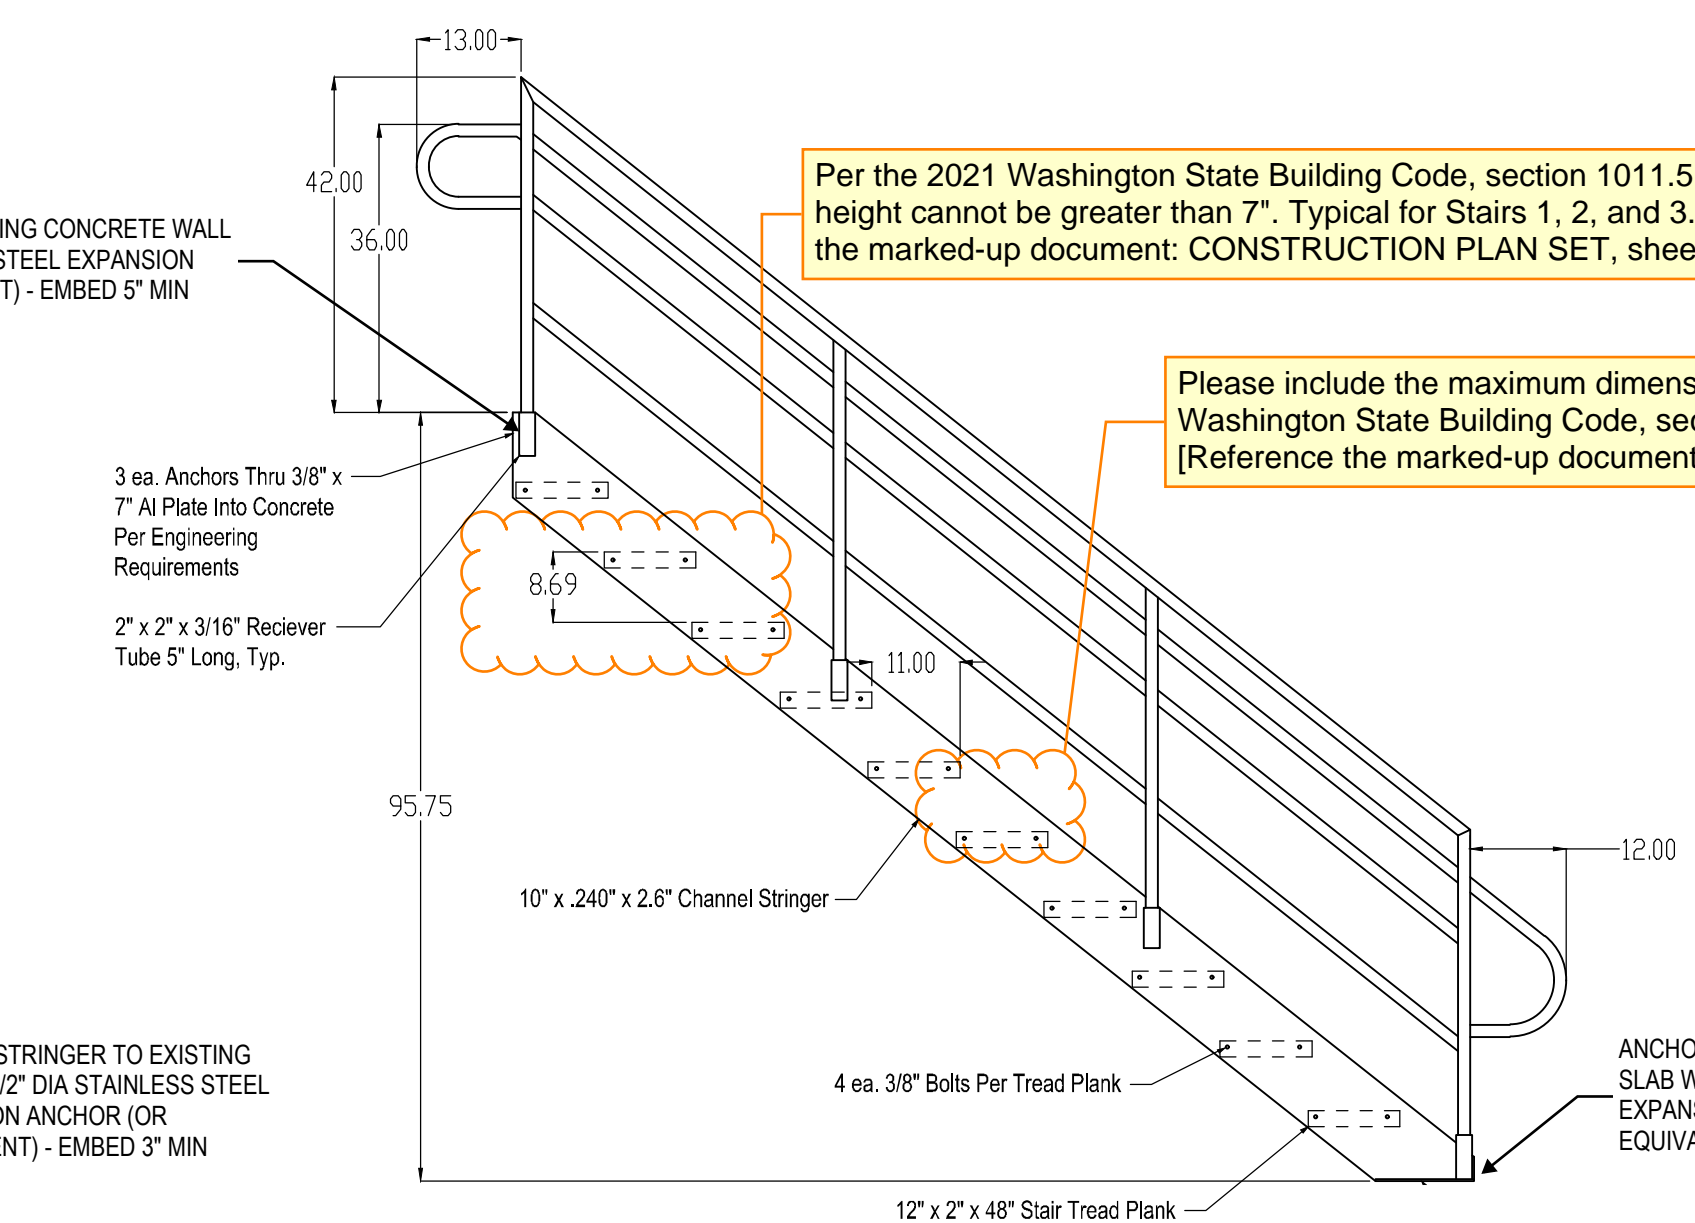 13.00
42.00
36.00
Per the 2021 Washington State Building Code, section 1011.5
height cannot be greater than 7". Typical for Stairs 1, 2, and 3.
the marked-up document: CONSTRUCTION PLAN SET, shee
ING CONCRETE WALL
STEEL EXPANSION
T) - EMBED 5" MIN
Please include the maximum dimens
Washington State Building Code, sec
[Reference the marked-up document
3 ea. Anchors Thru 3/8" x
7" Al Plate Into Concrete
Per Engineering
Requirements
8.69
2" x 2" x 3/16" Reciever
Tube 5" Long, Typ.
11.00
95.75
12.00
10" x .240" x 2.6" Channel Stringer
STRINGER TO EXISTING
/2" DIA STAINLESS STEEL
ON ANCHOR (OR
ENT) - EMBED 3" MIN
4 ea. 3/8" Bolts Per Tread Plank
ANCHO
SLAB W
EXPANS
EQUIVA
12" x 2" x 48" Stair Tread Plank